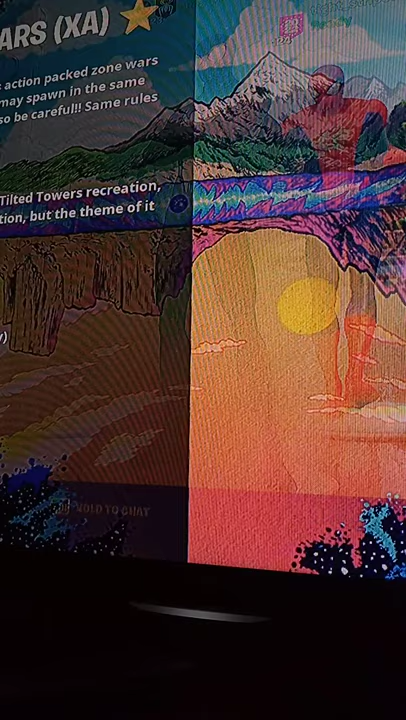 ARS (XA)
s action packed zone wars
may spawn in the same
so be careful!! Same rules
Tilted Towers recreation,
tion, but the theme of it
HOLD TO CHAT